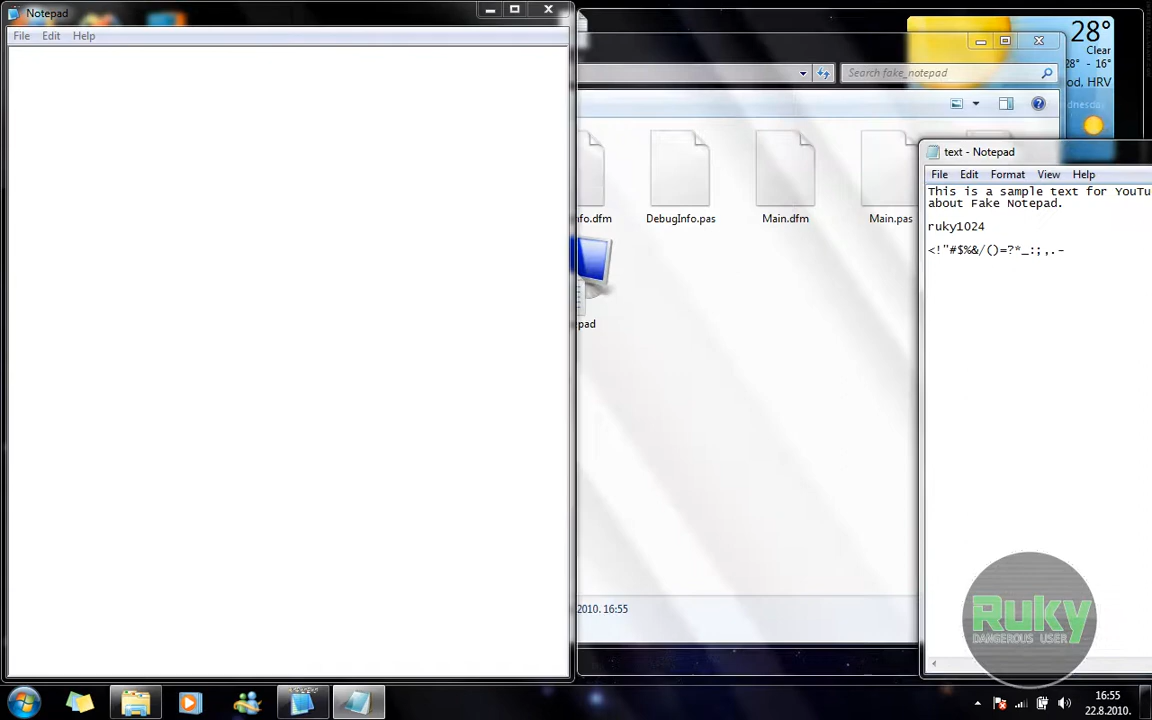 Notepad
File Edit Help
Search fake_notepad
28°
Clear
28° - 16°
od, HRV
nfo.dfm
DebugInfo.pas
Main.dfm
Main.pas
pad
text - Notepad
File Edit Format View Help
This is a sample text for YouTu
about Fake Notepad.
ruky1024
<!"#$%&/()=?*_:;,.-
2010. 16:55
Ruky
DANGEROUS USER
16:55
22.8.2010.